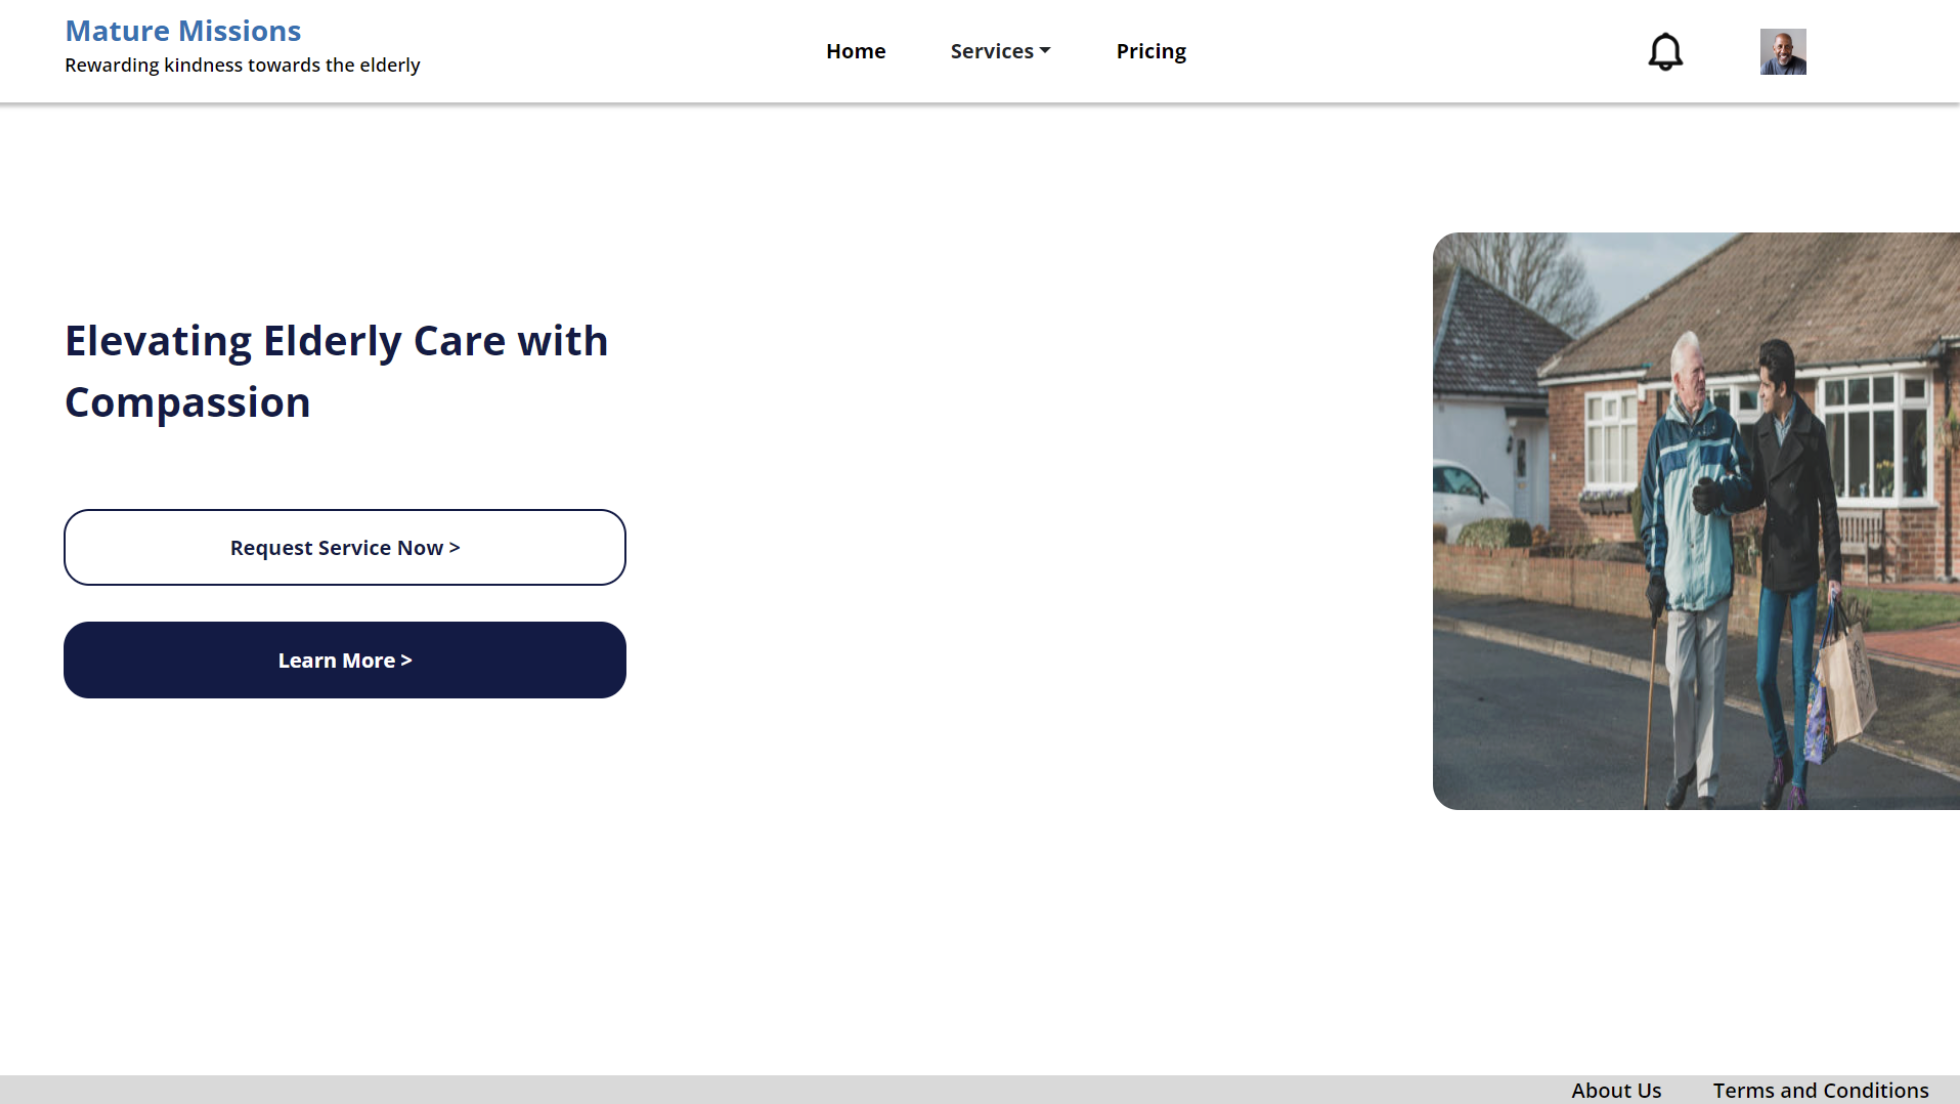 Mature Missions
Rewarding kindness towards the elderly
Home
Services
Pricing
Elevating Elderly Care with
Compassion
Request Service Now >
Learn More >
About Us
Terms and Conditions